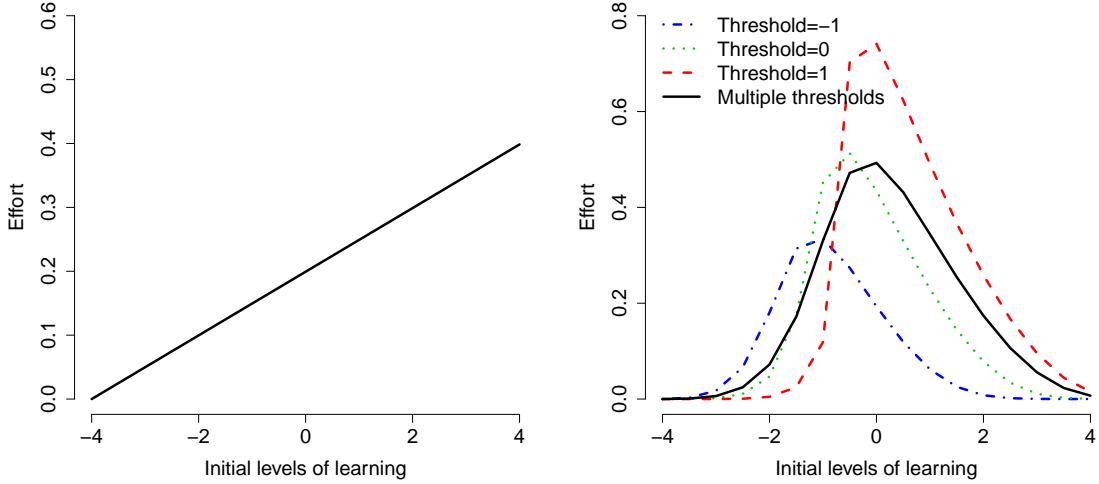 0.0 0.1 0.2 0.3 0.4 0.5 0.6
Effort
−4 −2 0 2 4
Initial levels of learning
Threshold=−1
Threshold=0
Threshold=1
Multiple thresholds
0.0 0.2 0.4 0.6 0.8
Effort
−4 −2 0 2 4
Initial levels of learning